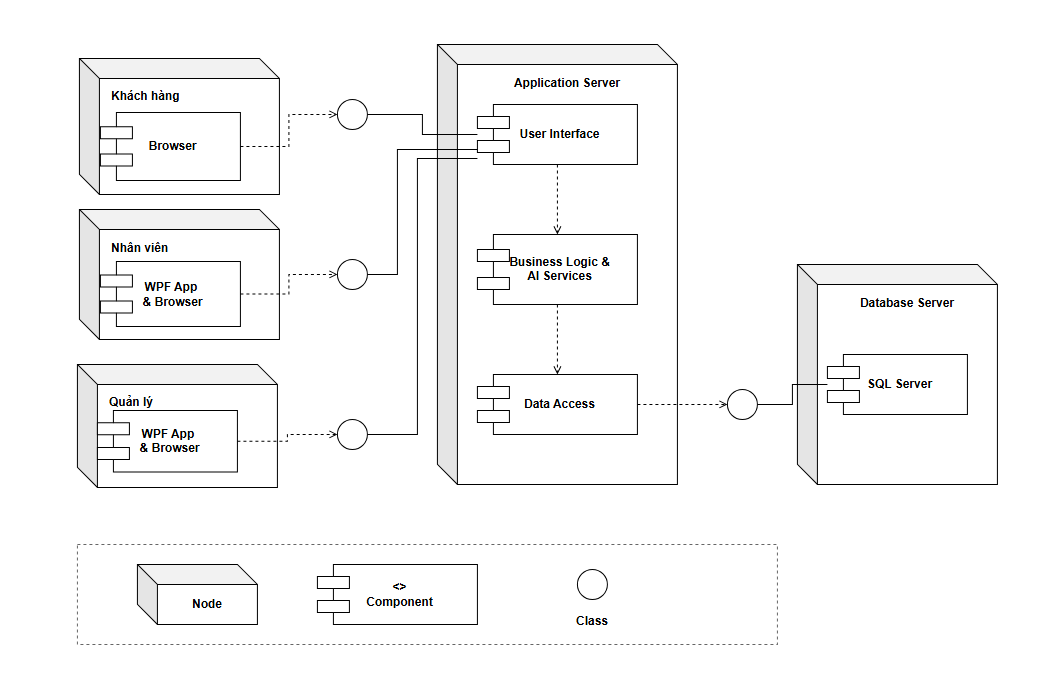 Khách hàng
Browser
Nhân viên
WPF App
& Browser
Quản lý
WPF App
& Browser
Application Server
User Interface
Business Logic &
AI Services
Data Access
Database Server
SQL Server
Node
<>
Component
Class